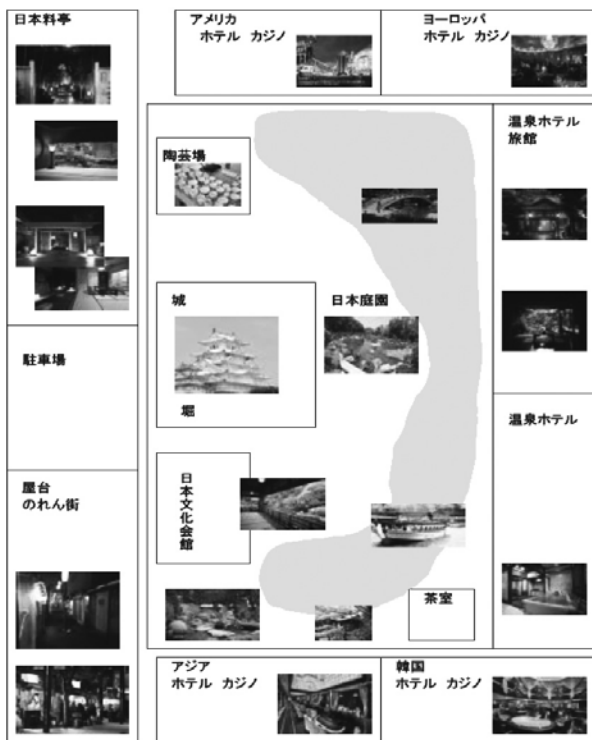 日本料亭
アメリカ
ホテル カジノ
ヨーロッパ
ホテル カジノ
陶芸場
温泉ホテル
旅館
城
日本庭園
駐車場
堀
温泉ホテル
屋台
のれん街
日本文化会館
茶室
アジア
ホテル カジノ
韓国
ホテル カジノ